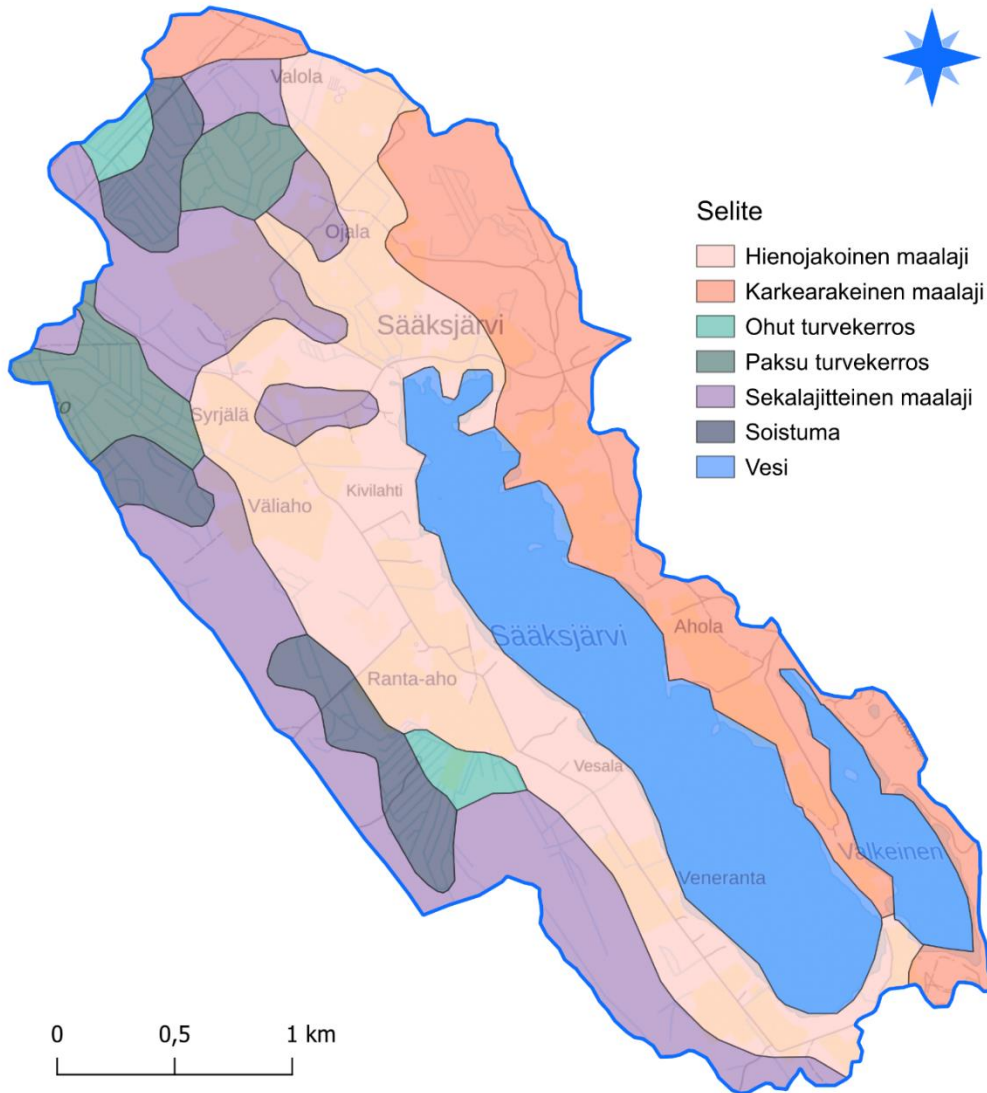 Valola
Ojala
Selite
Hienojakoinen maalaji
Karkearakeinen maalaji
Ohut turvekerros
Paksu turvekerros
Sekalajitteinen maalaji
Soistuma
Vesi
Sääksjärvi
Syrjälä
Kivilahti
Väliaho
Sääksjärvi
Ahola
Ranta-aho
Vesala
Valkeinen
Veneranta
0 0,5 1 km